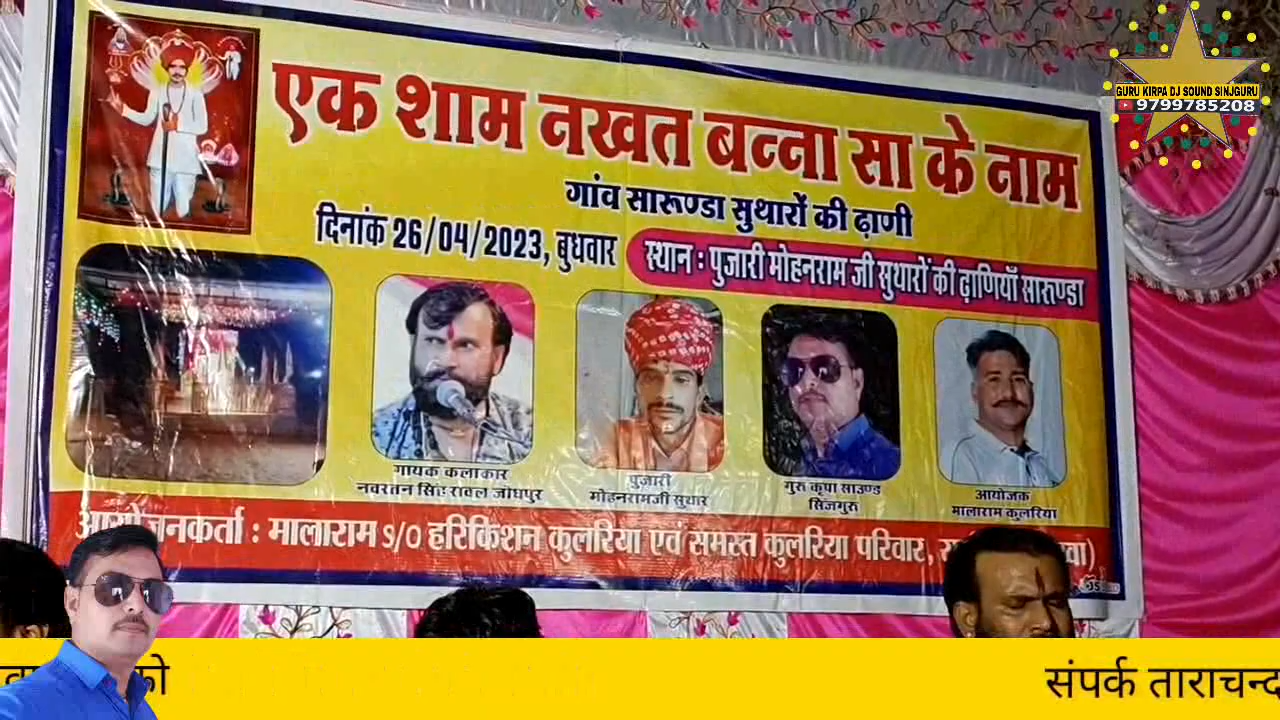 GURU KIRPA DJ SOUND SINJGURU
9799785208
एक शाम नखत बन्ना सा के नाम
गांव सारूण्डा सुथारों की ढ़ाणी
दिनांक 26/04/2023, बुधवार
स्थान : पुजारी मोहनराम जी सुथारों की ढ़ाणियाँ सारूण्डा
गायक कलाकार
नवरतन सिंह रावल जोधपुर
पुजारी
मोहनरामजी सुथार
गुरु कृपा साउण्ड
सिंजगुरु
आयोजक
मालाराम कुलरिया
आयोजनकर्ता : मालाराम S/O हरिकिशन कुलरिया एवं समस्त कुलरिया परिवार,
को
संपर्क ताराचन्द